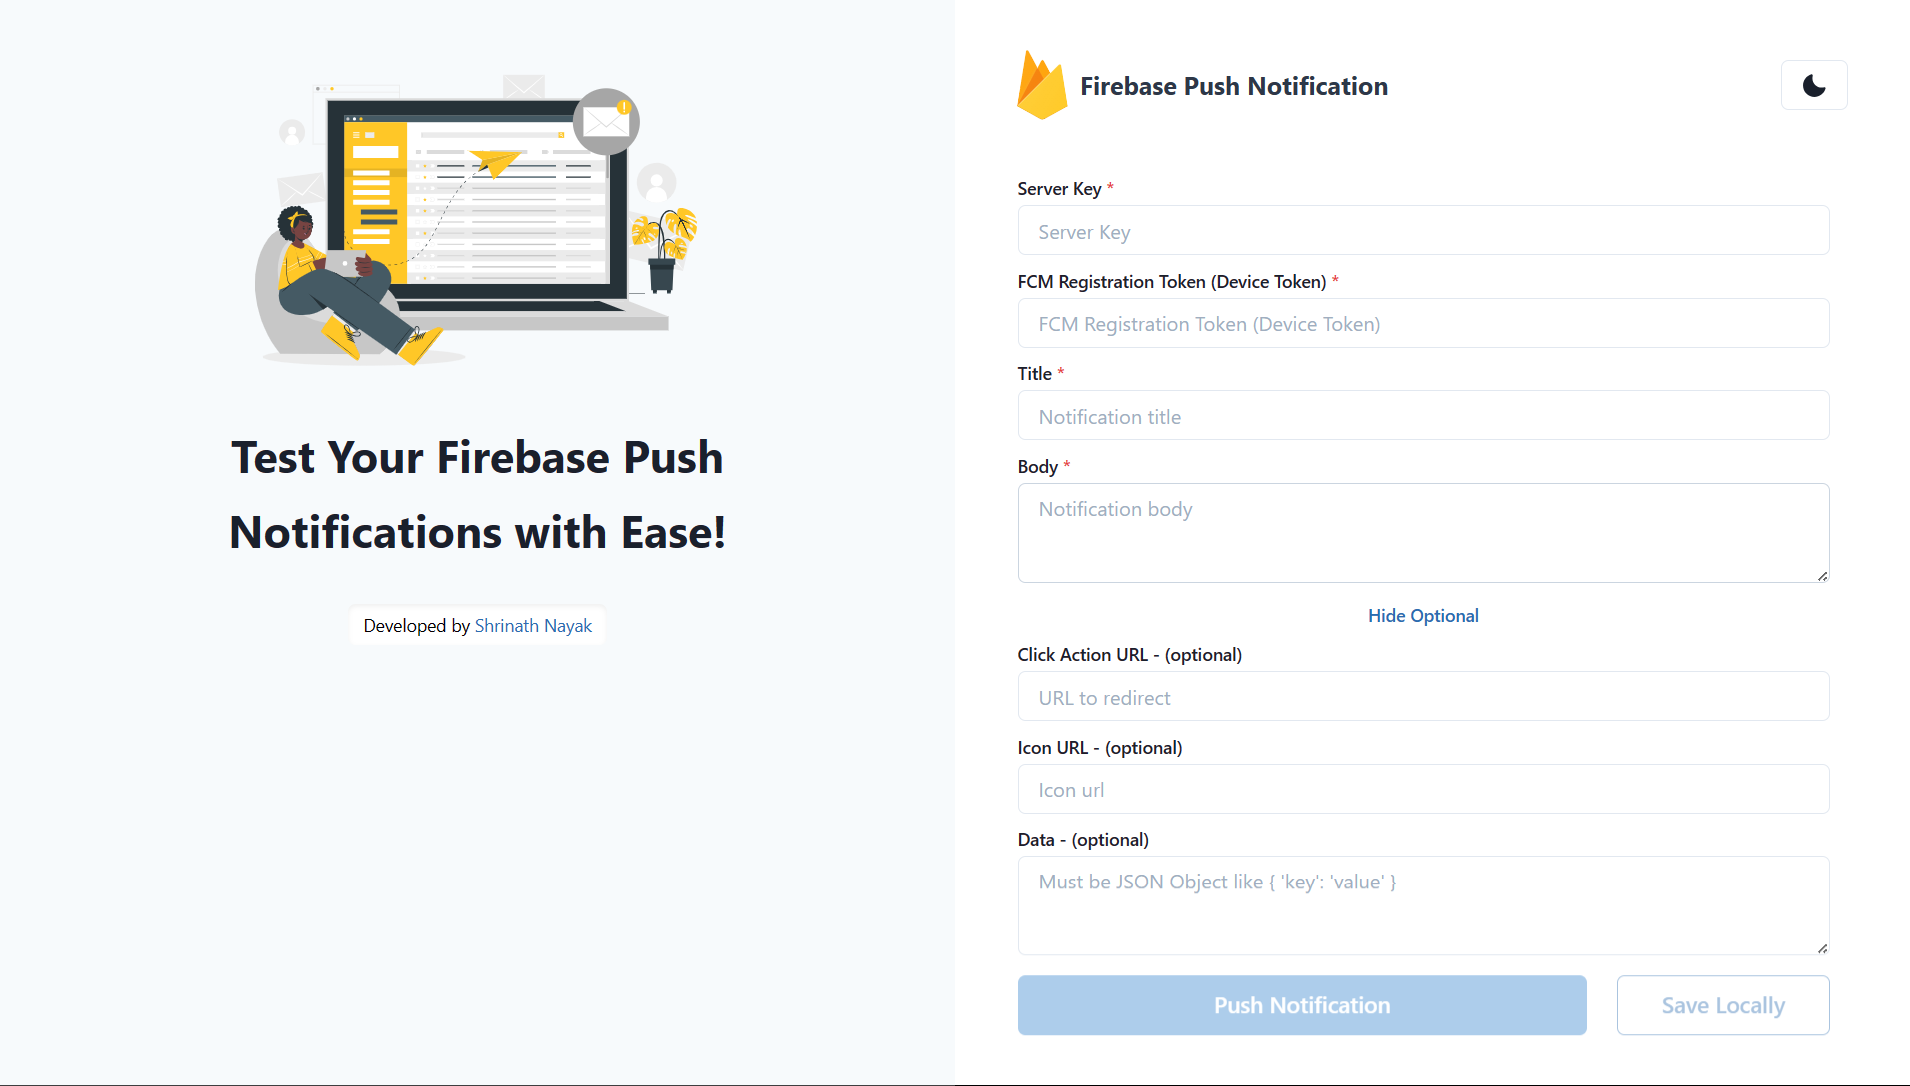 Test Your Firebase Push
Notifications with Ease!
Developed by Shrinath Nayak
Firebase Push Notification
Server Key *
Server Key
FCM Registration Token (Device Token) *
FCM Registration Token (Device Token)
Title *
Notification title
Body *
Notification body
Hide Optional
Click Action URL - (optional)
URL to redirect
Icon URL - (optional)
Icon url
Data - (optional)
Must be JSON Object like { 'key': 'value' }
Push Notification
Save Locally